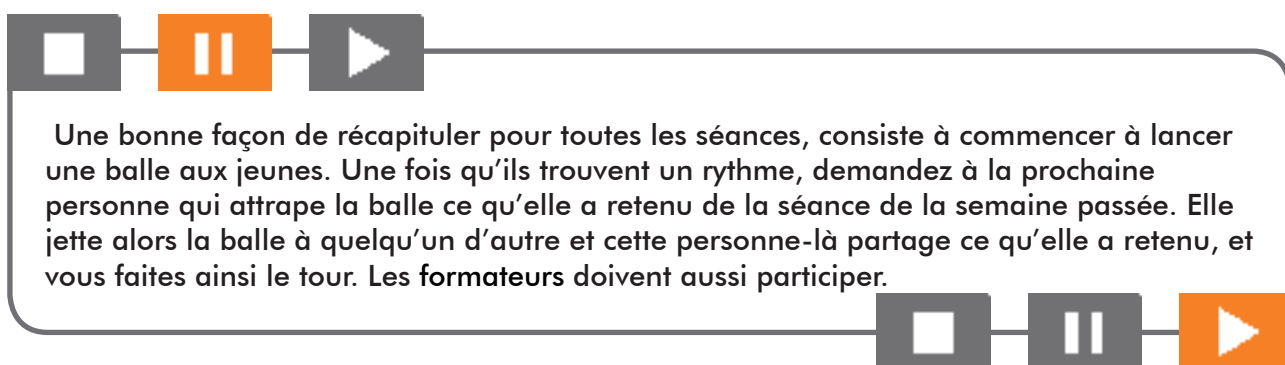 Une bonne façon de récapituler pour toutes les séances, consiste à commencer à lancer
une balle aux jeunes. Une fois qu’ils trouvent un rythme, demandez à la prochaine
personne qui attrape la balle ce qu’elle a retenu de la séance de la semaine passée. Elle
jette alors la balle à quelqu’un d’autre et cette personne-là partage ce qu’elle a retenu, et
vous faites ainsi le tour. Les formateurs doivent aussi participer.